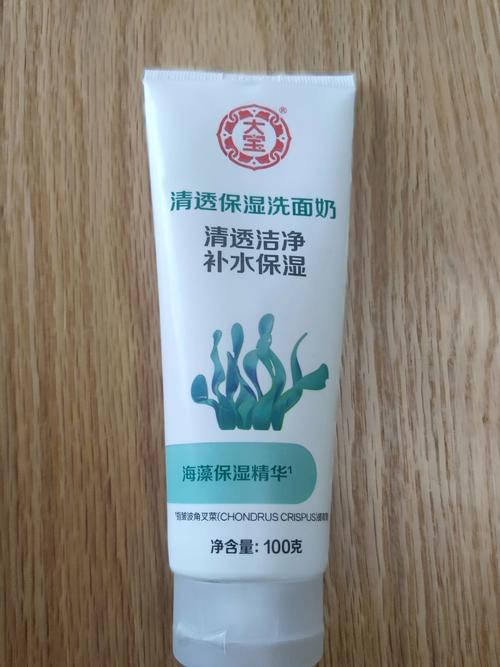 大宝®
清透保湿洗面奶
清透洁净
补水保湿
海藻保湿精华¹
¹指皱波角叉菜(CHONDRUS CRISPUS)提取物
净含量: 100克